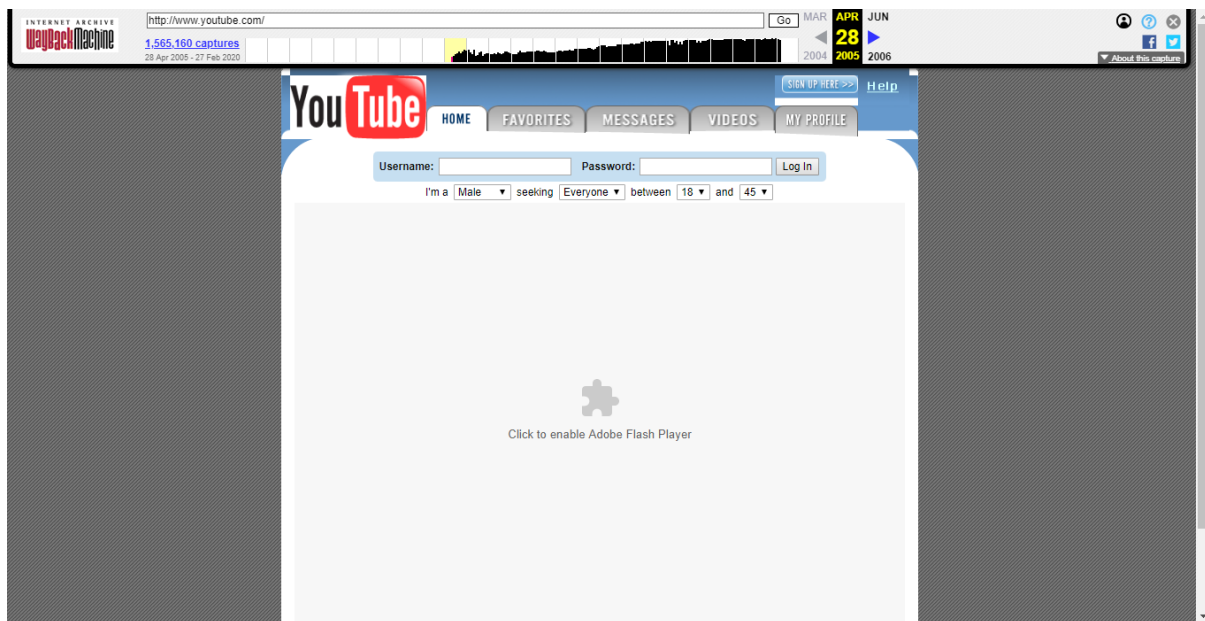 INTERNET ARCHIVE
WayBackMachine
http://www.youtube.com/
Go
1,565,160 captures
28 Apr 2005 - 27 Feb 2020
MAR APR JUN
28
2004 2005 2006
About this capture
YouTube
SIGN UP HERE >> Help
HOME FAVORITES MESSAGES VIDEOS MY PROFILE
Username: Password: Log In
I'm a Male seeking Everyone between 18 and 45
Click to enable Adobe Flash Player